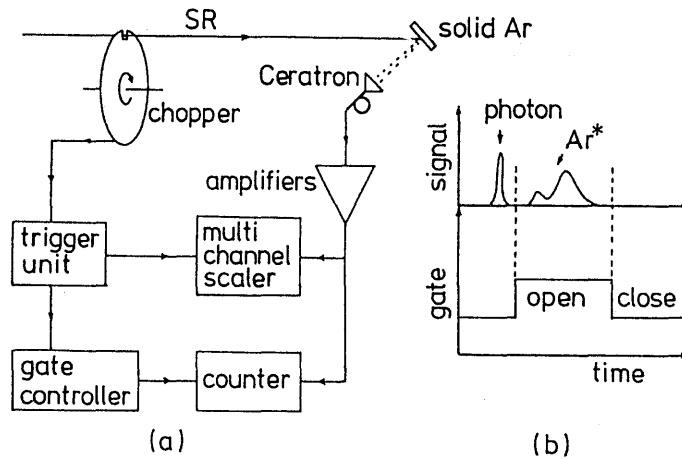 SR
solid Ar
Ceratron
chopper
amplifiers
trigger
unit
multi
channel
scaler
gate
controller
counter
(a)
photon
Ar*
signal
gate
open
close
time
(b)